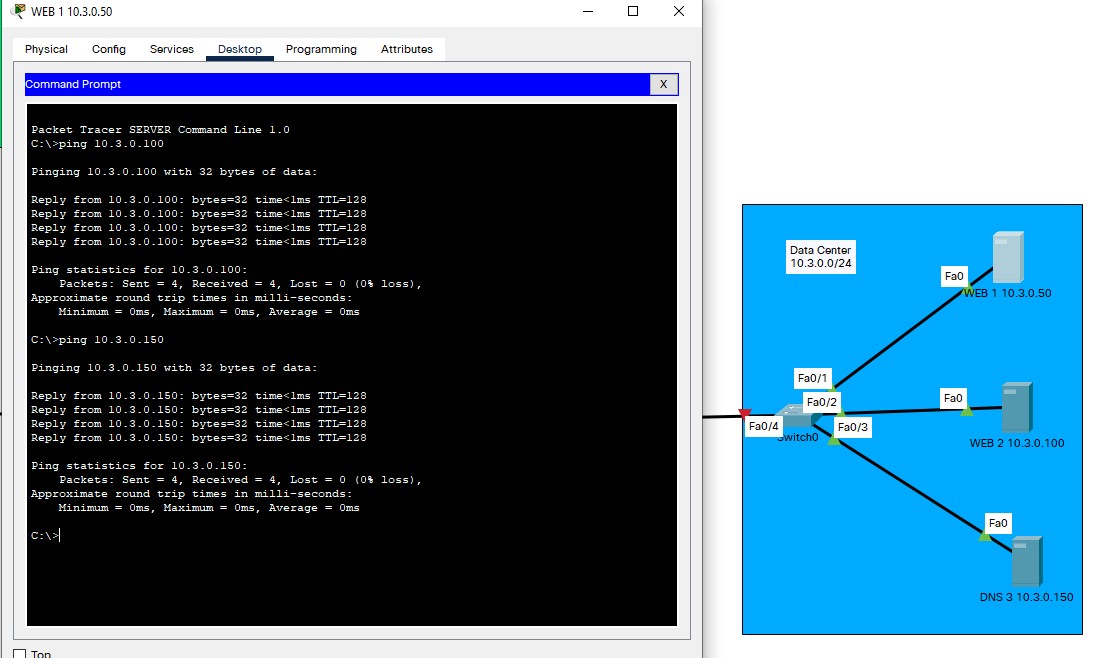 WEB 1 10.3.0.50
Physical Config Services Desktop Programming Attributes
Command Prompt
X
Packet Tracer SERVER Command Line 1.0
C:\>ping 10.3.0.100
Pinging 10.3.0.100 with 32 bytes of data:
Reply from 10.3.0.100: bytes=32 time<1ms TTL=128
Reply from 10.3.0.100: bytes=32 time<1ms TTL=128
Reply from 10.3.0.100: bytes=32 time<1ms TTL=128
Reply from 10.3.0.100: bytes=32 time<1ms TTL=128
Ping statistics for 10.3.0.100:
Packets: Sent = 4, Received = 4, Lost = 0 (0% loss),
Approximate round trip times in milli-seconds:
Minimum = 0ms, Maximum = 0ms, Average = 0ms
C:\>ping 10.3.0.150
Pinging 10.3.0.150 with 32 bytes of data:
Reply from 10.3.0.150: bytes=32 time<1ms TTL=128
Reply from 10.3.0.150: bytes=32 time<1ms TTL=128
Reply from 10.3.0.150: bytes=32 time<1ms TTL=128
Reply from 10.3.0.150: bytes=32 time<1ms TTL=128
Ping statistics for 10.3.0.150:
Packets: Sent = 4, Received = 4, Lost = 0 (0% loss),
Approximate round trip times in milli-seconds:
Minimum = 0ms, Maximum = 0ms, Average = 0ms
C:\>
Top
Data Center
10.3.0.0/24
Fa0
WEB 1 10.3.0.50
Fa0/1
Fa0/2
Fa0
Fa0/4
Fa0/3
Switch0
WEB 2 10.3.0.100
Fa0
DNS 3 10.3.0.150